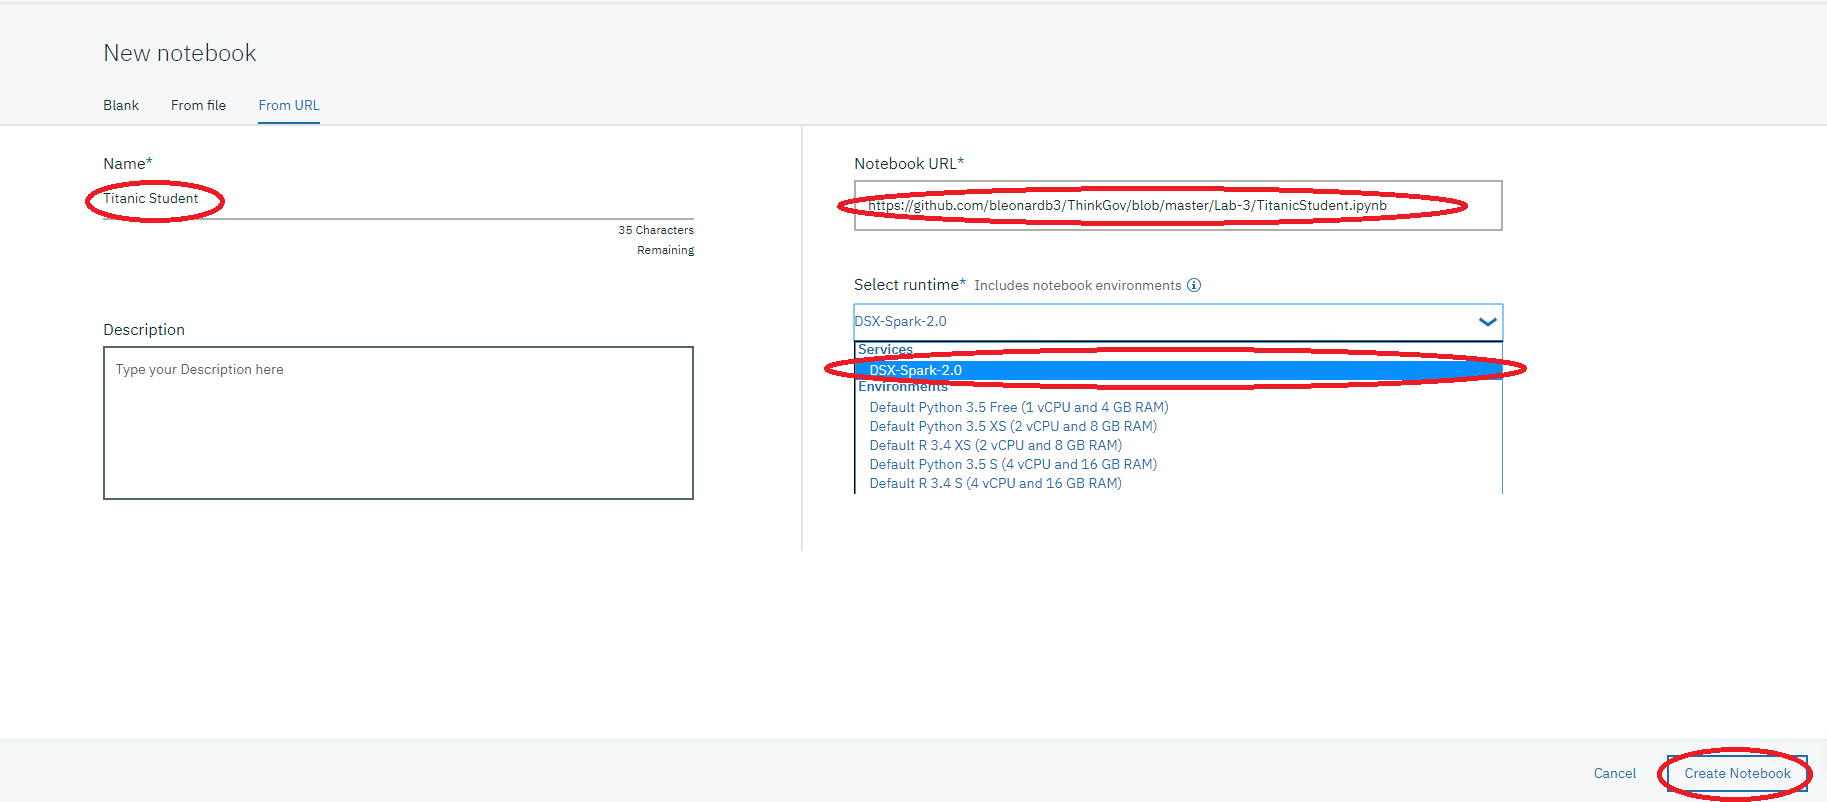 New notebook
Blank From file From URL
Name*
Titanic Student
35 Characters
Remaining
Description
Type your Description here
Notebook URL*
https://github.com/bleonardb3/ThinkGov/blob/master/Lab-3/TitanicStudent.ipynb
Select runtime* Includes notebook environments
DSX-Spark-2.0
Services
DSX-Spark-2.0
Environments
Default Python 3.5 Free (1 vCPU and 4 GB RAM)
Default Python 3.5 XS (2 vCPU and 8 GB RAM)
Default R 3.4 XS (2 vCPU and 8 GB RAM)
Default Python 3.5 S (4 vCPU and 16 GB RAM)
Default R 3.4 S (4 vCPU and 16 GB RAM)
Cancel Create Notebook